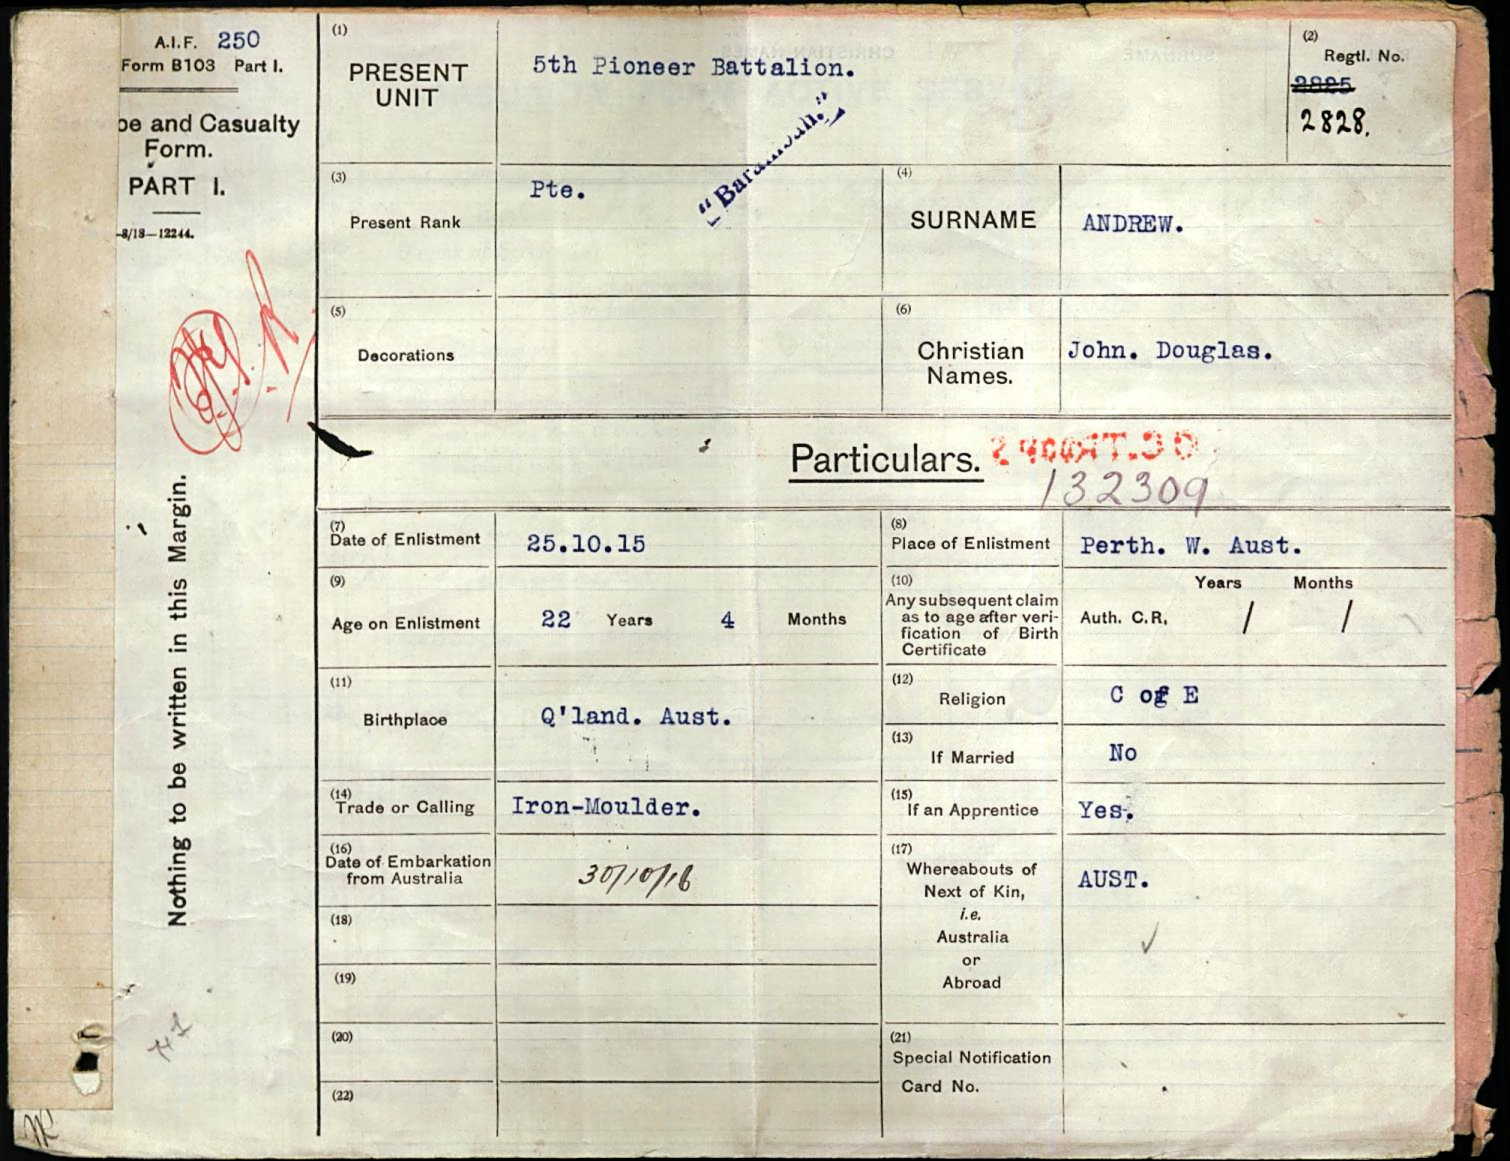 A.I.F. 250
Form B103 Part I.
pe and Casualty
Form.
PART I.
8/18—12244.
Nothing to be written in this Margin.
(1)
PRESENT
UNIT
5th Pioneer Battalion.
(2)
Regtl. No.
2825
2828.
(3)
Present Rank
Pte.
(4)
SURNAME
ANDREW.
(5)
Decorations
(6)
Christian
Names.
John. Douglas.
Particulars.
132309
(7)
Date of Enlistment
25.10.15
(8)
Place of Enlistment
Perth. W. Aust.
(9)
Age on Enlistment
22 Years 4 Months
(10)
Any subsequent claim
as to age after veri-
fication of Birth
Certificate
Years Months
Auth. C.R, / /
(11)
Birthplace
Q'land. Aust.
(12)
Religion
C of E
(13)
If Married
No
(14)
Trade or Calling
Iron-Moulder.
(15)
If an Apprentice
Yes.
(16)
Date of Embarkation
from Australia
30/10/16
(17)
Whereabouts of
Next of Kin,
i.e.
Australia
or
Abroad
AUST.
(18)
(19)
(20)
(21)
Special Notification
Card No.
(22)